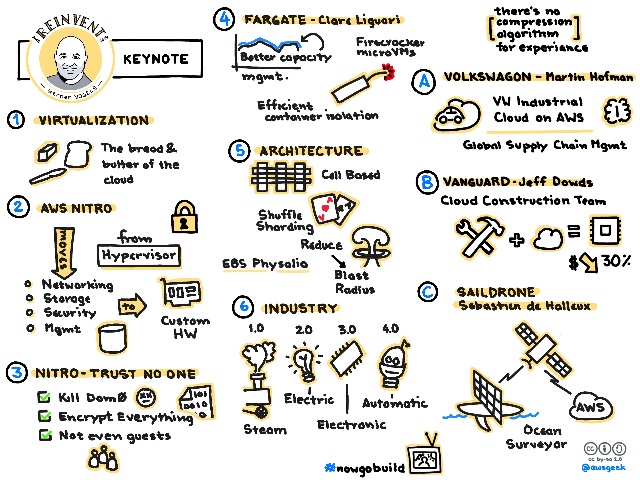 re:INVENT
WERNER VOGELS
KEYNOTE
1 VIRTUALIZATION
The bread &
butter of the
cloud
2 AWS NITRO
moves
from
Hypervisor
Networking
Storage
Security
Mgmt
to
Custom
HW
3 NITRO - TRUST NO ONE
Kill Dom0
Encrypt Everything
Not even guests
4 FARGATE - Clare Liguori
Better capacity
mgmt.
Firecracker
microVMs
Efficient
container isolation
5 ARCHITECTURE
Cell Based
Shuffle
Sharding
A
Reduce
EBS Physalia
Blast
Radius
6 INDUSTRY
1.0 2.0 3.0 4.0
Steam
Electric
Electronic
Automatic
#nowgobuild
there's no
compression
algorithm
for experience
A VOLKSWAGON - Martin Hofman
VW Industrial
Cloud on AWS
Global Supply Chain Mgmt
B VANGUARD - Jeff Dowds
Cloud Construction Team
+ =
$ 30%
C SAILDRONE
Sebastien de Halleux
AWS
Ocean
Surveyor
cc by-sa 2.0
@awsgeek